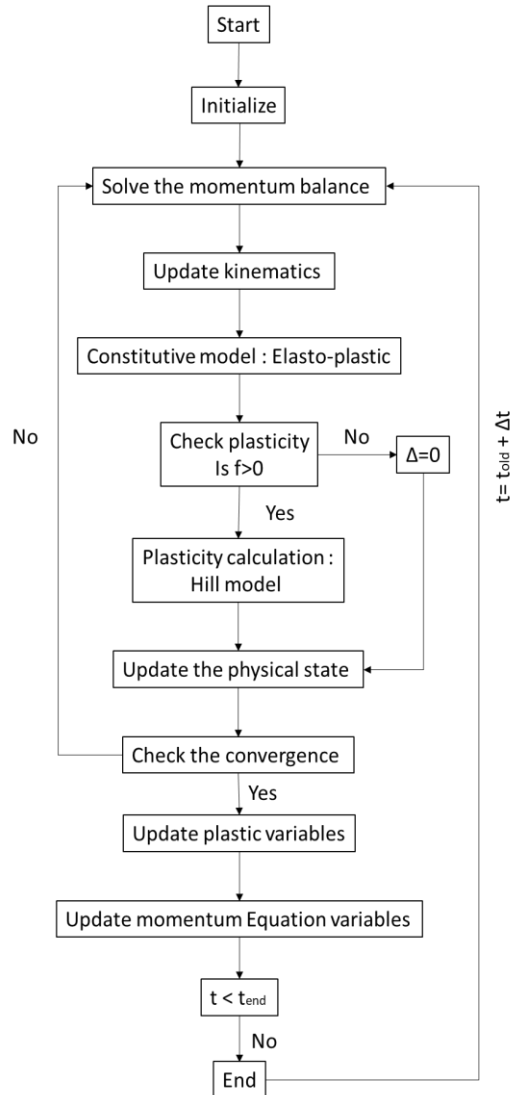 Start
Initialize
Solve the momentum balance
Update kinematics
Constitutive model : Elasto-plastic
No
Check plasticity
Is f>0
No
Δ=0
t= told + Δt
Yes
Plasticity calculation :
Hill model
Update the physical state
Check the convergence
Yes
Update plastic variables
Update momentum Equation variables
t < tend
No
End